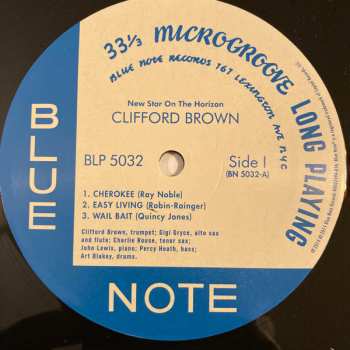 33⅓ MICROGROOVE LONG PLAYING
BLUE NOTE RECORDS 767 LEXINGTON AVE NYC
New Star On The Horizon
CLIFFORD BROWN
BLP 5032
Side I
(BN 5032-A)
1. CHEROKEE (Ray Noble)
2. EASY LIVING (Robin-Rainger)
3. WAIL BAIT (Quincy Jones)
Clifford Brown, trumpet; Gigi Gryce, alto sax
and flute; Charlie Rouse, tenor sax;
John Lewis, piano; Percy Heath, bass;
Art Blakey, drums.
BLUE
NOTE